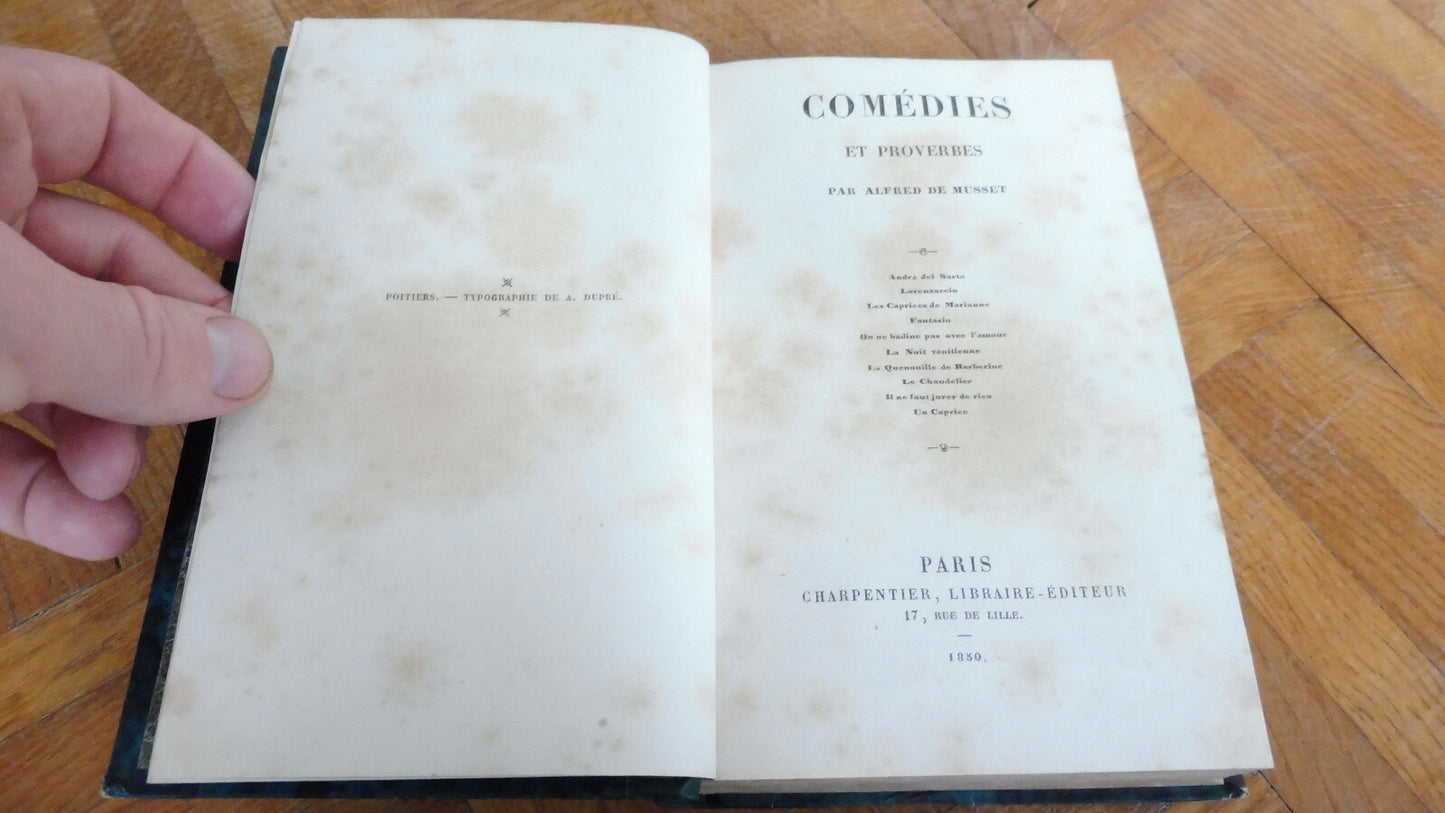 POITIERS. — TYPOGRAPHIE DE A. DUPRÉ.
COMÉDIES
ET PROVERBES
PAR ALFRED DE MUSSET
André del Sarto
Lorenzaccio
Les Caprices de Marianne
Fantasio
On ne badine pas avec l'amour
La Nuit vénitienne
La Quenouille de Barberine
Le Chandelier
Il ne faut jurer de rien
Un Caprice
PARIS
CHARPENTIER, LIBRAIRE-ÉDITEUR
17, RUE DE LILLE.
—
1850.